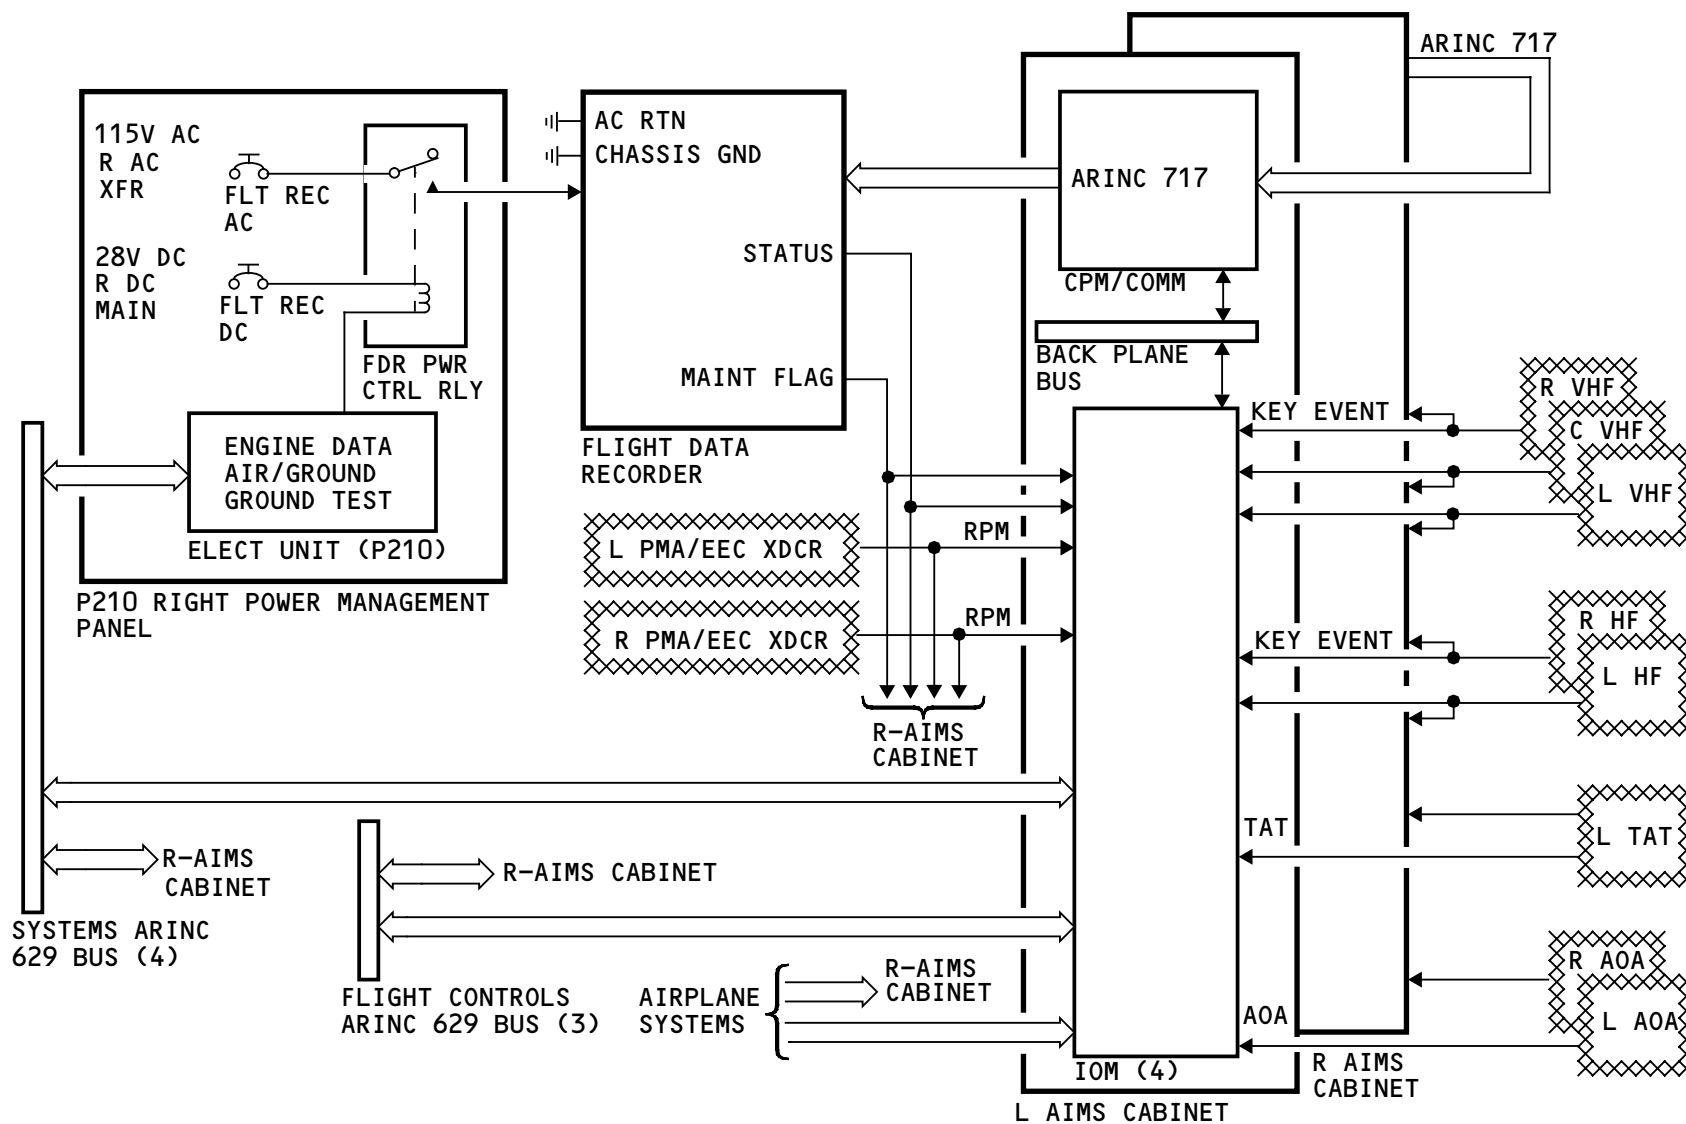 115V AC
R AC
XFR
FLT REC
AC
28V DC
R DC
MAIN
FLT REC
DC
FDR PWR
CTRL RLY
ENGINE DATA
AIR/GROUND
GROUND TEST
ELECT UNIT (P210)
P210 RIGHT POWER MANAGEMENT
PANEL
AC RTN
CHASSIS GND
STATUS
MAINT FLAG
FLIGHT DATA
RECORDER
L PMA/EEC XDCR
R PMA/EEC XDCR
RPM
RPM
R-AIMS
CABINET
ARINC 717
ARINC 717
CPM/COMM
BACK PLANE
BUS
KEY EVENT
KEY EVENT
TAT
AOA
IOM (4)
L AIMS CABINET
R AIMS
CABINET
R VHF
C VHF
L VHF
R HF
L HF
L TAT
R AOA
L AOA
R-AIMS
CABINET
SYSTEMS ARINC
629 BUS (4)
R-AIMS CABINET
FLIGHT CONTROLS
ARINC 629 BUS (3)
AIRPLANE
SYSTEMS
R-AIMS
CABINET